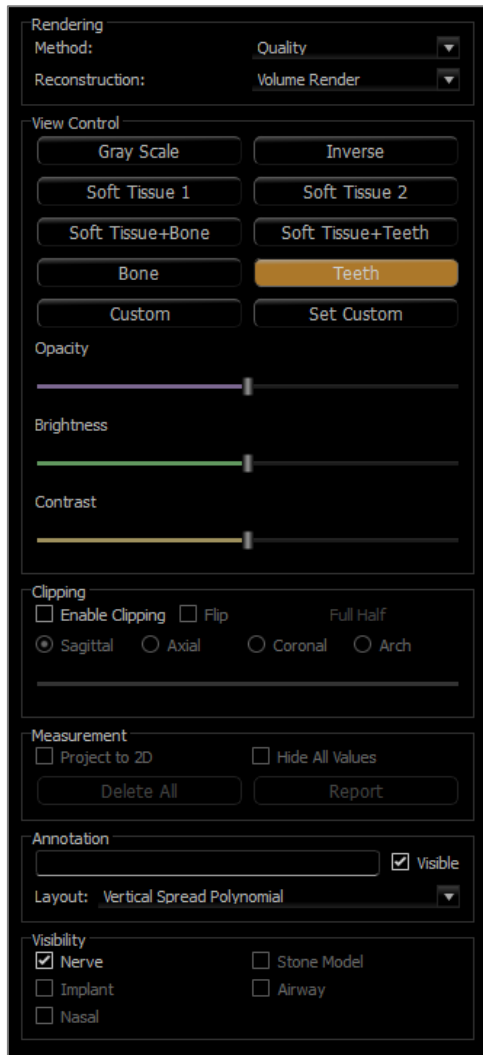 Rendering
Method: Quality
Reconstruction: Volume Render
View Control
Gray Scale Inverse
Soft Tissue 1 Soft Tissue 2
Soft Tissue+Bone Soft Tissue+Teeth
Bone Teeth
Custom Set Custom
Opacity
Brightness
Contrast
Clipping
Enable Clipping Flip Full Half
Sagittal Axial Coronal Arch
Measurement
Project to 2D Hide All Values
Delete All Report
Annotation
Visible
Layout: Vertical Spread Polynomial
Visibility
Nerve Stone Model
Implant Airway
Nasal